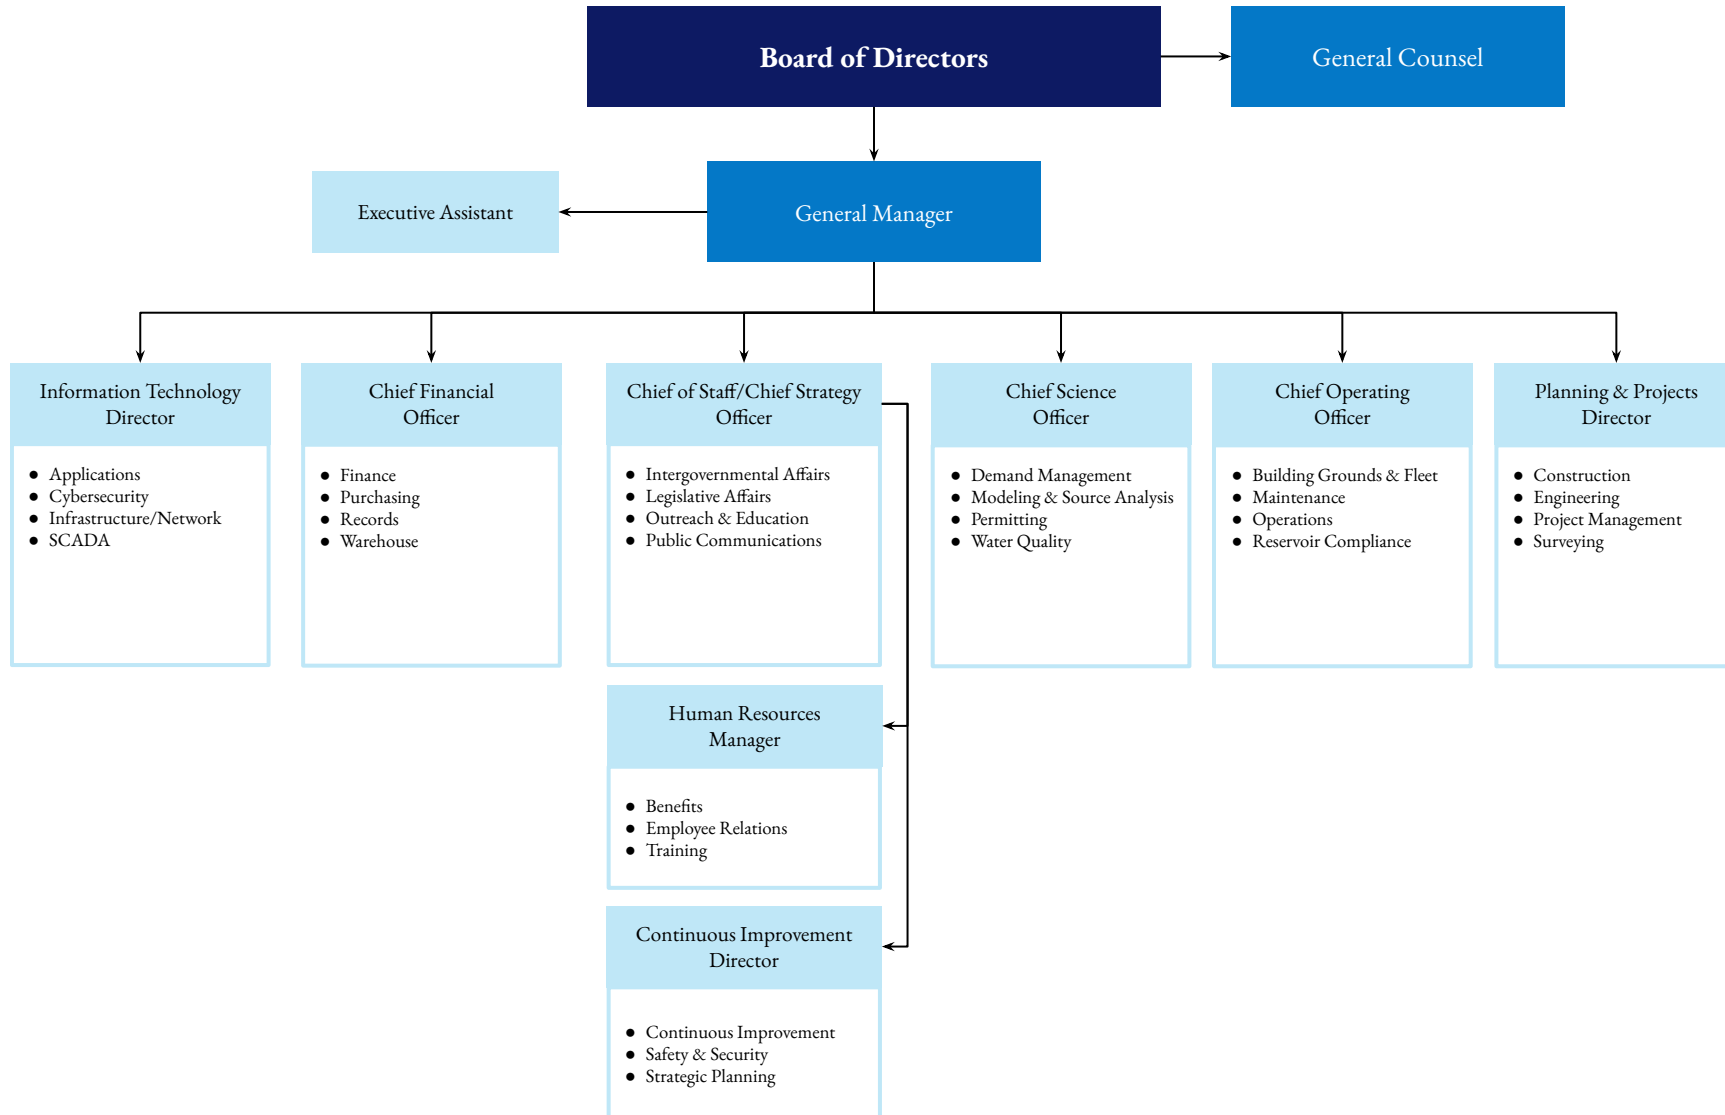 Board of Directors
General Counsel
Executive Assistant
General Manager
Information Technology
Director
● Applications
● Cybersecurity
● Infrastructure/Network
● SCADA
Chief Financial
Officer
● Finance
● Purchasing
● Records
● Warehouse
Chief of Staff/Chief Strategy
Officer
● Intergovernmental Affairs
● Legislative Affairs
● Outreach & Education
● Public Communications
Human Resources
Manager
● Benefits
● Employee Relations
● Training
Continuous Improvement
Director
● Continuous Improvement
● Safety & Security
● Strategic Planning
Chief Science
Officer
● Demand Management
● Modeling & Source Analysis
● Permitting
● Water Quality
Chief Operating
Officer
● Building Grounds & Fleet
● Maintenance
● Operations
● Reservoir Compliance
Planning & Projects
Director
● Construction
● Engineering
● Project Management
● Surveying